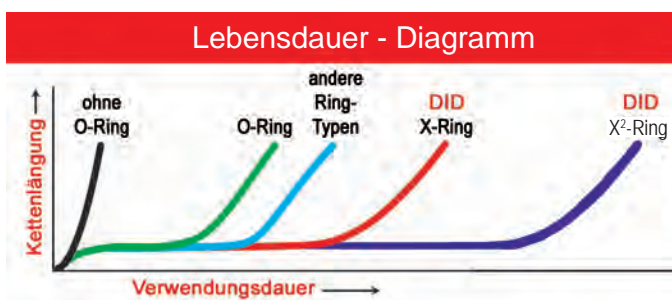 Lebensdauer - Diagramm
ohne
O-Ring
O-Ring
andere
Ring-
Typen
DID
X-Ring
DID
X²-Ring
Kettenlängung
Verwendungsdauer